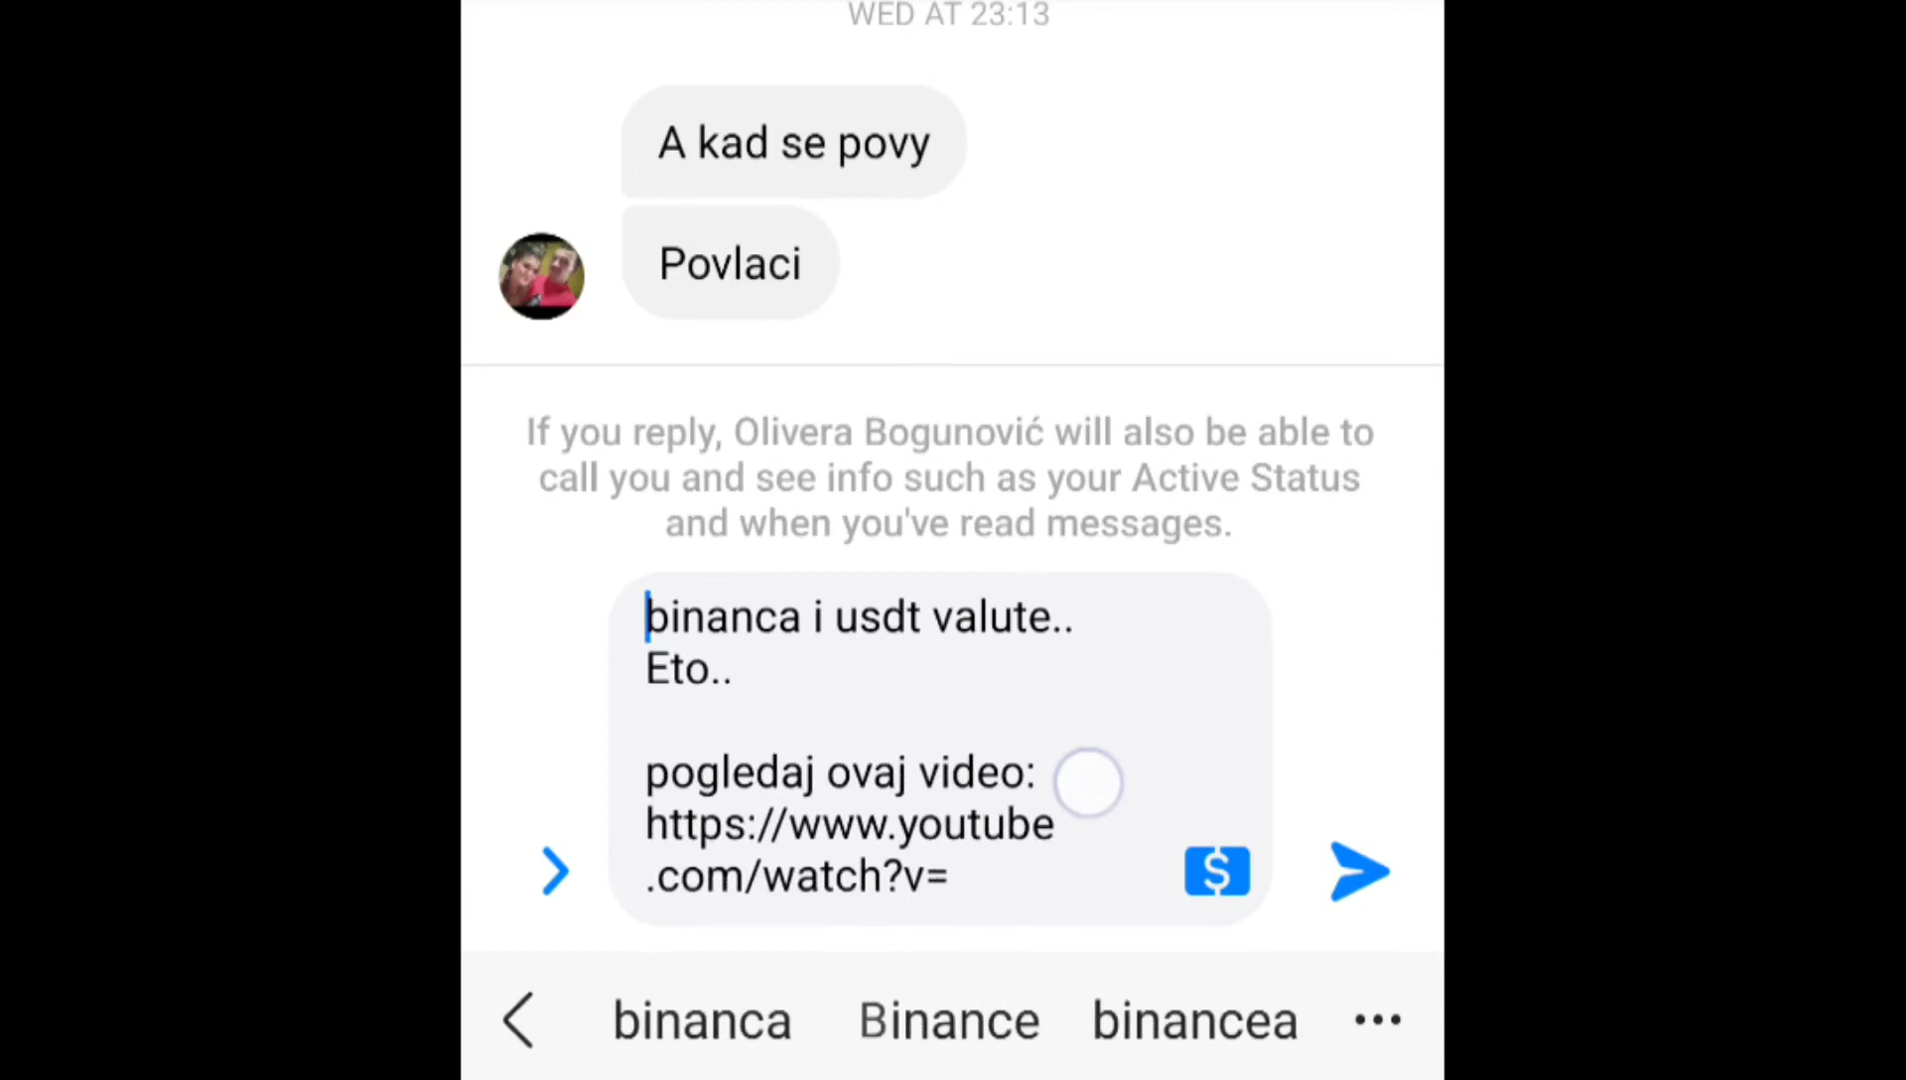 WED AT 23:13
A kad se povy
Povlaci
If you reply, Olivera Bogunović will also be able to
call you and see info such as your Active Status
and when you've read messages.
binanca i usdt valute..
Eto..
pogledaj ovaj video:
https://www.youtube
.com/watch?v=
$
binanca Binance binancea ...